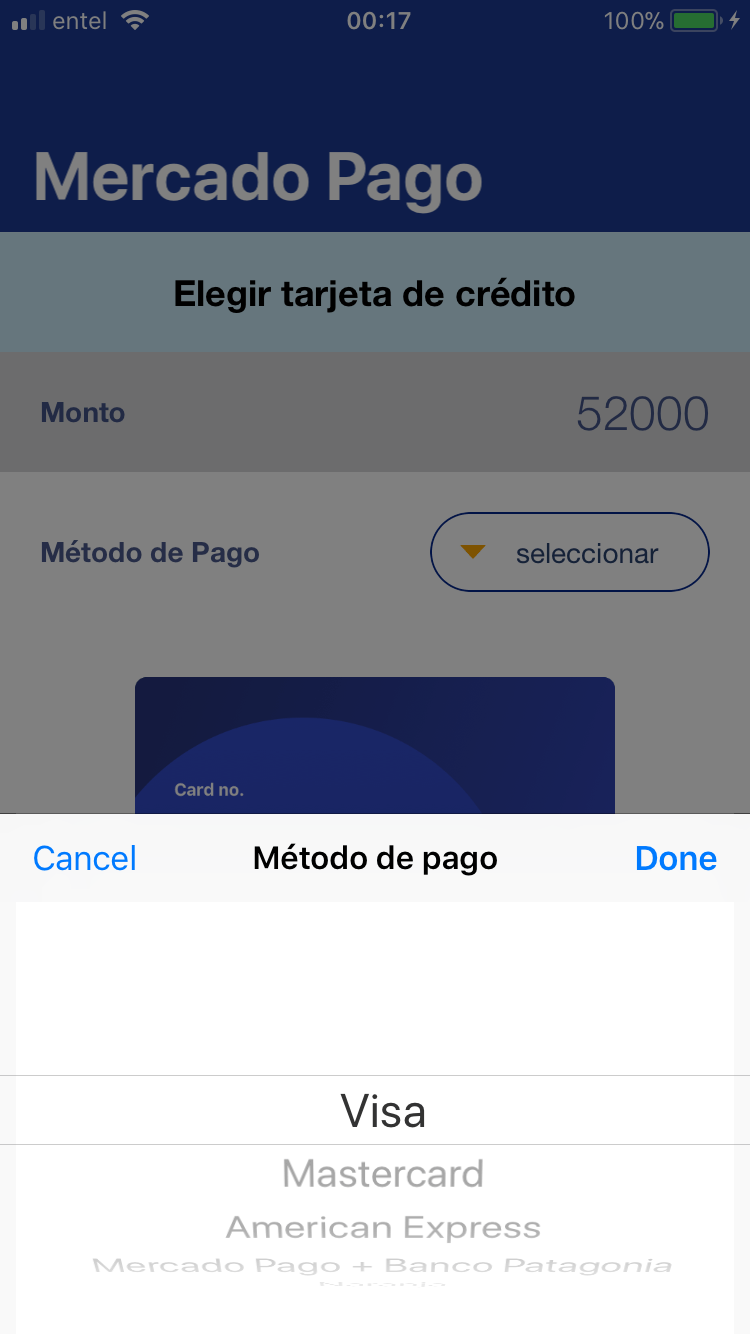 entel 00:17 100%
Mercado Pago
Elegir tarjeta de crédito
Monto 52000
Método de Pago seleccionar
Card no.
Cancel Método de pago Done
Visa
Mastercard
American Express
Mercado Pago + Banco Patagonia
Naranja